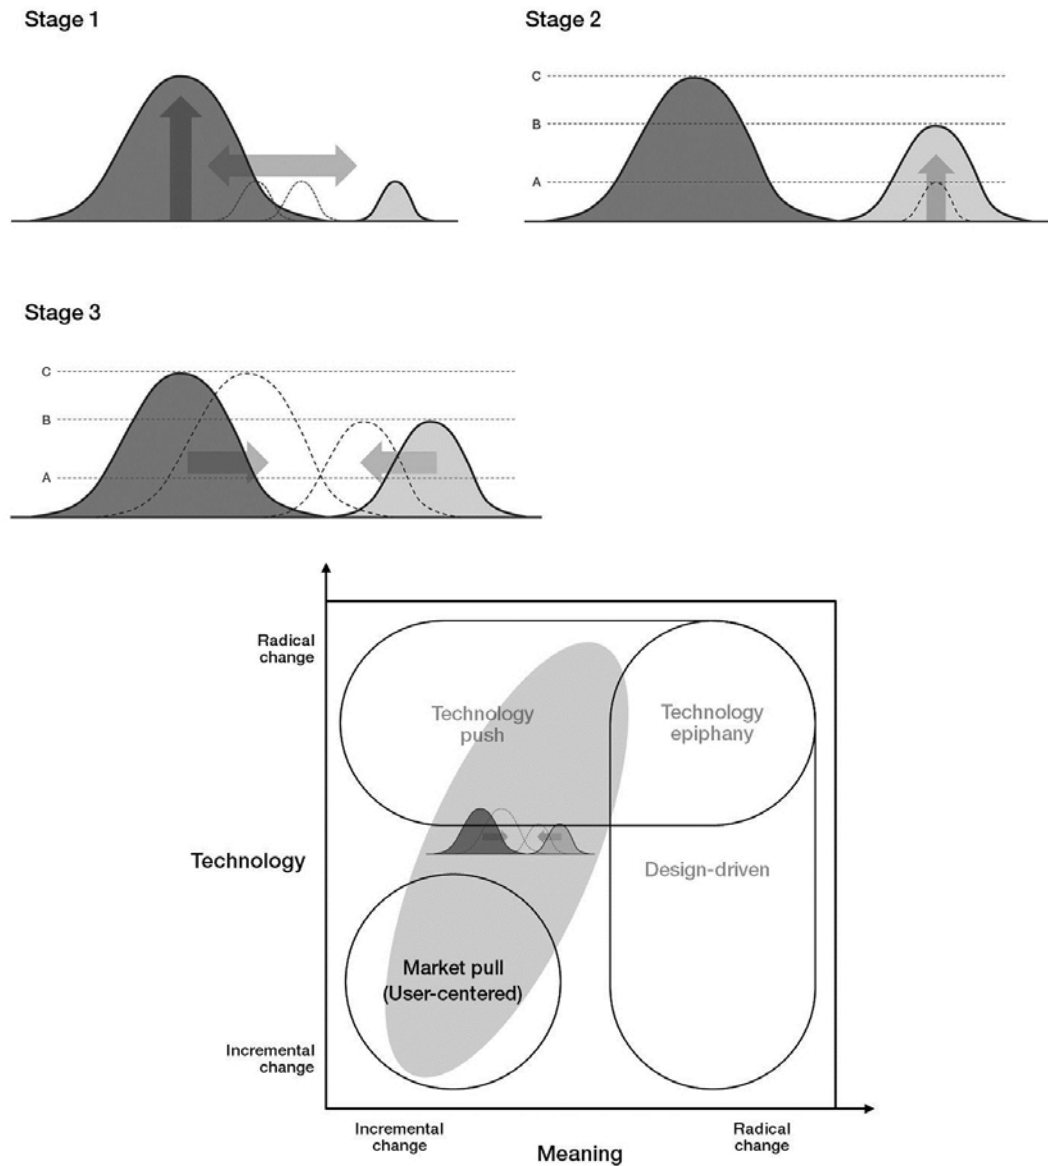 Stage 1
Stage 2
C
B
A
Stage 3
C
B
A
Radical
change
Technology
push
Technology
epiphany
Technology
Design-driven
Market pull
(User-centered)
Incremental
change
Incremental
change
Radical
change
Meaning